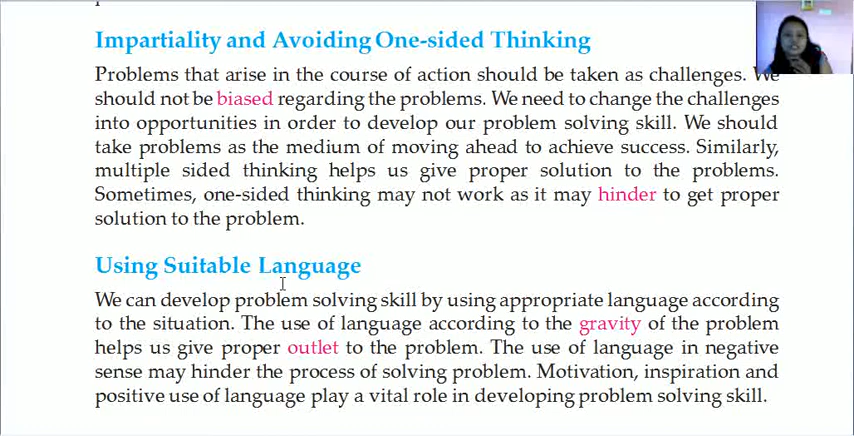 Impartiality and Avoiding One-sided Thinking
Problems that arise in the course of action should be taken as challenges. We
should not be biased regarding the problems. We need to change the challenges
into opportunities in order to develop our problem solving skill. We should
take problems as the medium of moving ahead to achieve success. Similarly,
multiple sided thinking helps us give proper solution to the problems.
Sometimes, one-sided thinking may not work as it may hinder to get proper
solution to the problem.
Using Suitable Language
We can develop problem solving skill by using appropriate language according
to the situation. The use of language according to the gravity of the problem
helps us give proper outlet to the problem. The use of language in negative
sense may hinder the process of solving problem. Motivation, inspiration and
positive use of language play a vital role in developing problem solving skill.